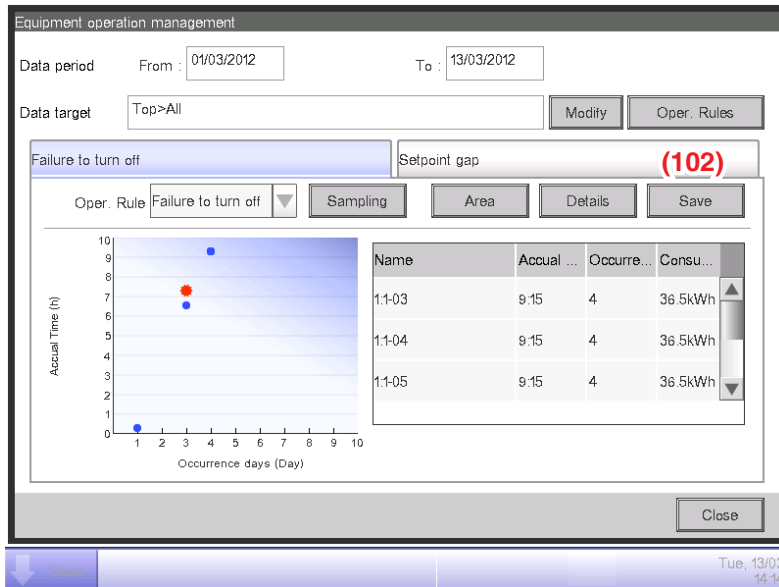 Equipment operation management
Data period From : 01/03/2012 To : 13/03/2012
Data target Top>All Modify Oper. Rules
Failure to turn off Setpoint gap (102)
Oper. Rule Failure to turn off Sampling Area Details Save
10
9
8
7
6
5
4
3
2
1
0
Accual Time (h)
1 2 3 4 5 6 7 8 9 10
Occurrence days (Day)
Name Accual ... Occurre... Consu...
1:1-03 9:15 4 36.5kWh
1:1-04 9:15 4 36.5kWh
1:1-05 9:15 4 36.5kWh
Close
Tue, 13/03